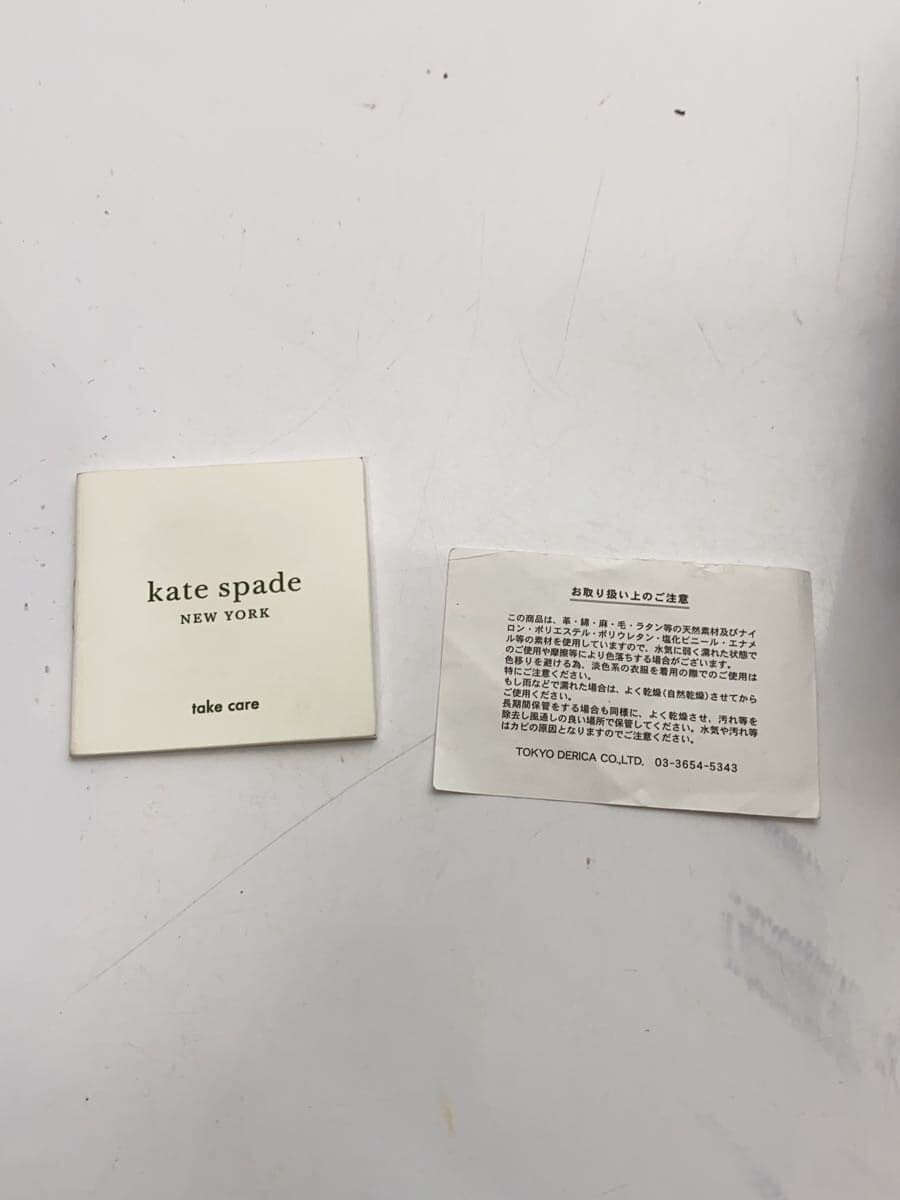 kate spade
NEW YORK
take care
お取り扱い上のご注意
この商品は、革・綿・麻・毛・ラタン等の天然素材及びナイ
ロン・ポリエステル・ポリウレタン・塩化ビニール・エナメ
ル等の素材を使用していますので、水気に弱く濡れた状態で
のご使用や摩擦等により色落ちする場合がございます。
色移りを避ける為、淡色系の衣服を着用の際でのご使用は
特にご注意ください。
もし雨などで濡れた場合は、よく乾燥(自然乾燥)させてから
ご使用ください。
長期間保管をする場合も同様に、よく乾燥させ、汚れ等を
除去し風通しの良い場所で保管してください。水気や汚れ等
はカビの原因となりますのでご注意ください。
TOKYO DERICA CO.,LTD. 03-3654-5343